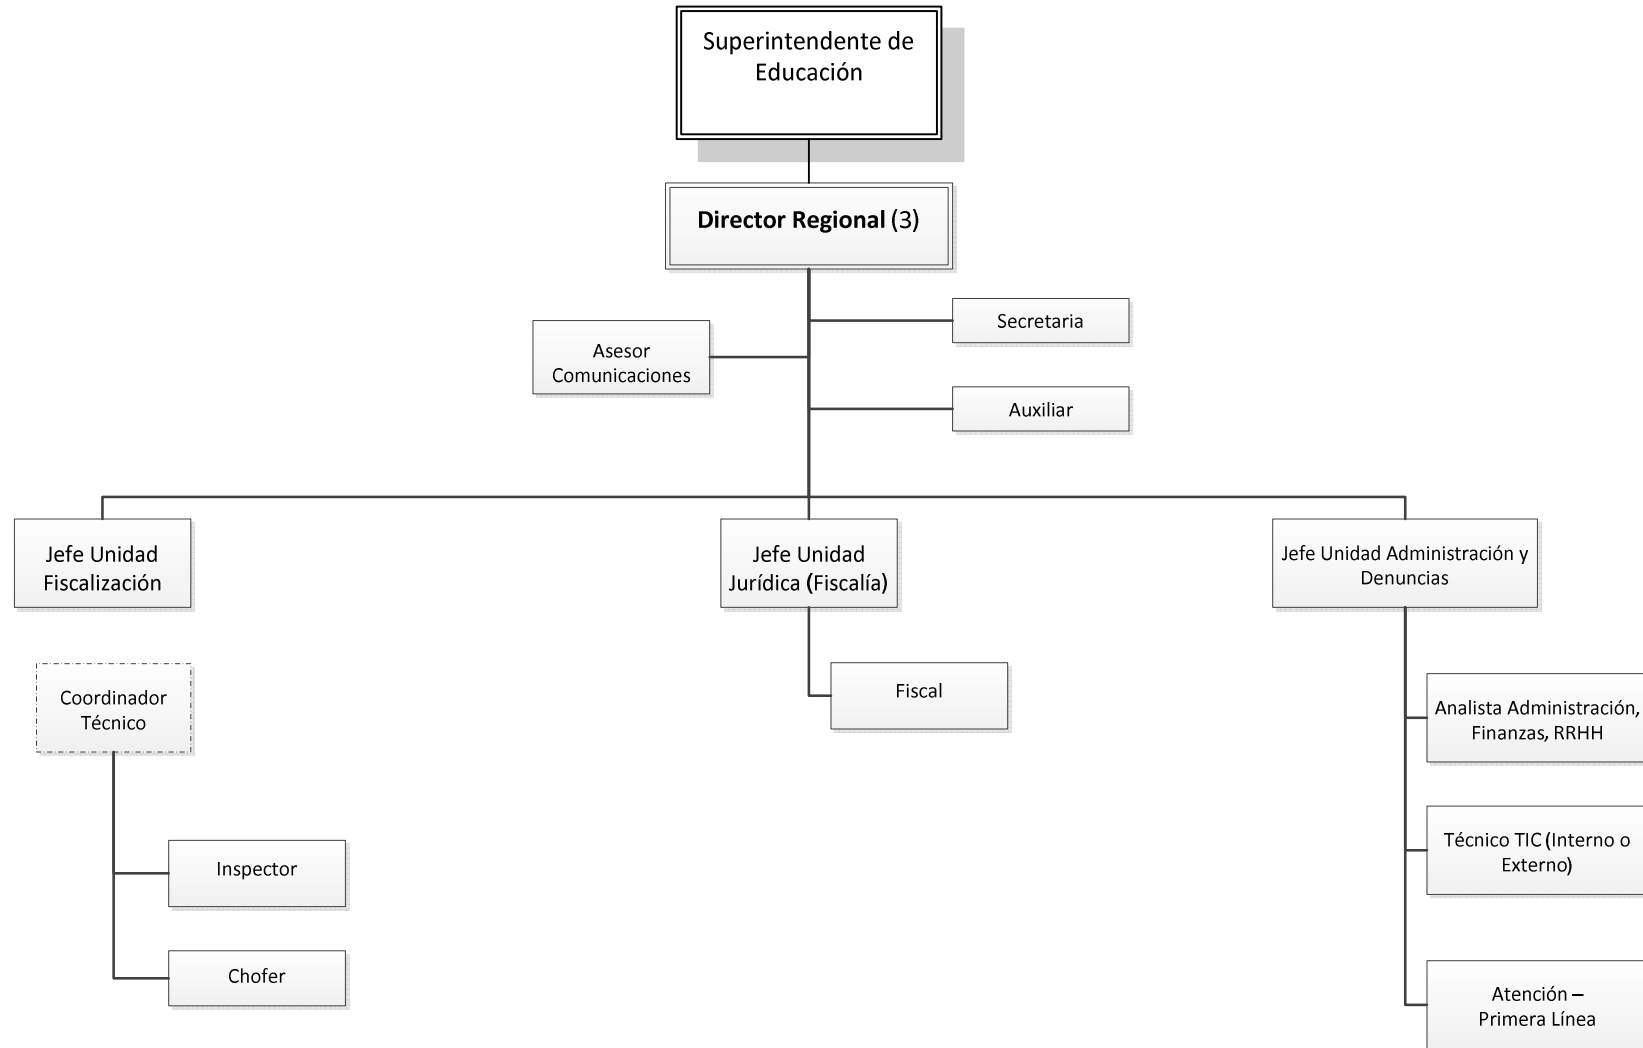 Superintendente de
Educación
Director Regional (3)
Secretaria
Asesor
Comunicaciones
Auxiliar
Jefe Unidad
Fiscalización
Jefe Unidad
Jurídica (Fiscalía)
Jefe Unidad Administración y
Denuncias
Coordinador
Técnico
Fiscal
Analista Administración,
Finanzas, RRHH
Inspector
Técnico TIC (Interno o
Externo)
Chofer
Atención –
Primera Línea